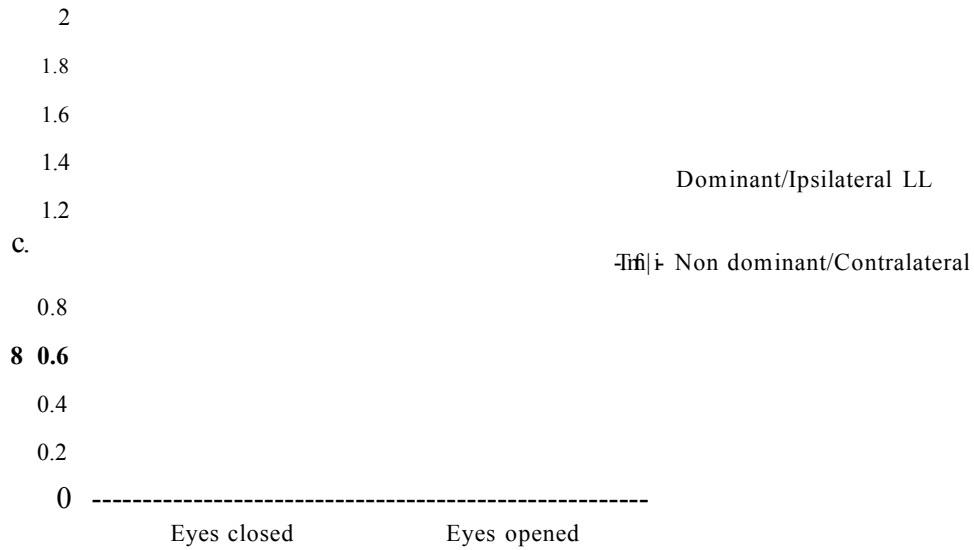 2
1.8
1.6
1.4
Dominant/Ipsilateral LL
1.2
c.
Non dominant/Contralateral
0.8
8 0.6
0.4
0.2
0
Eyes closed Eyes opened